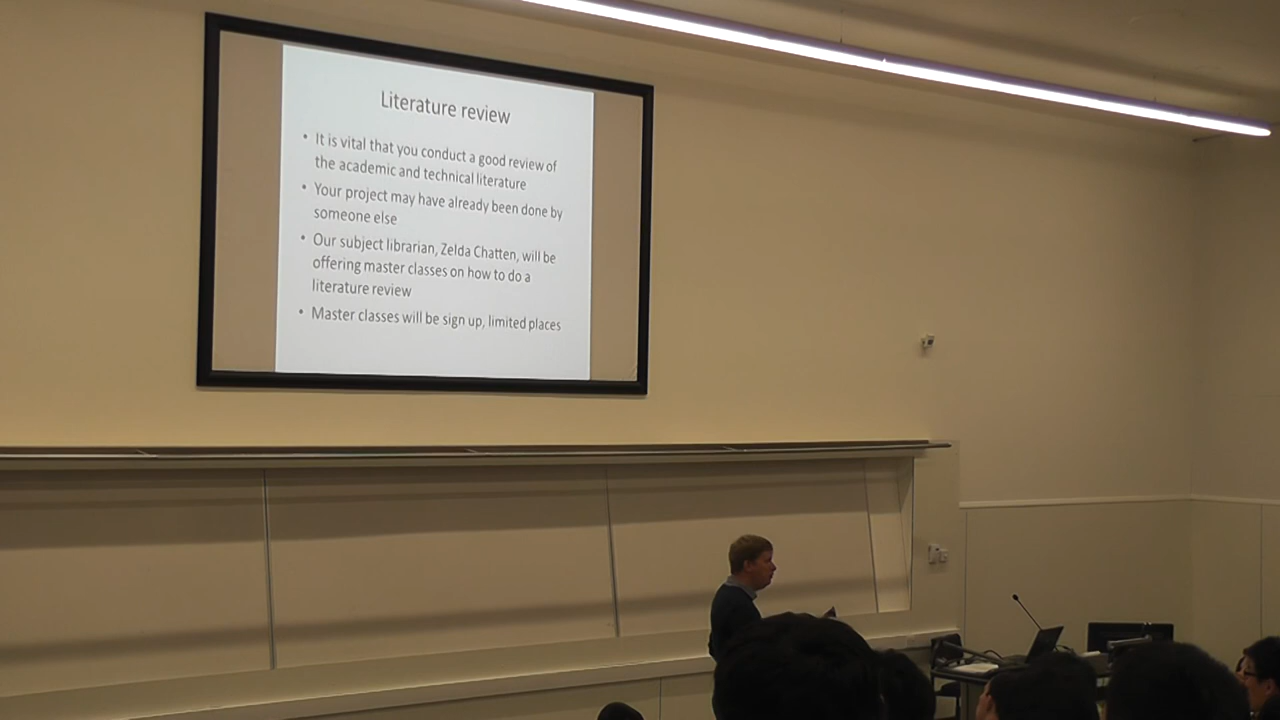 Literature review
• It is vital that you conduct a good review of
the academic and technical literature
• Your project may have already been done by
someone else
• Our subject librarian, Zelda Chatten, will be
offering master classes on how to do a
literature review
• Master classes will be sign up, limited places